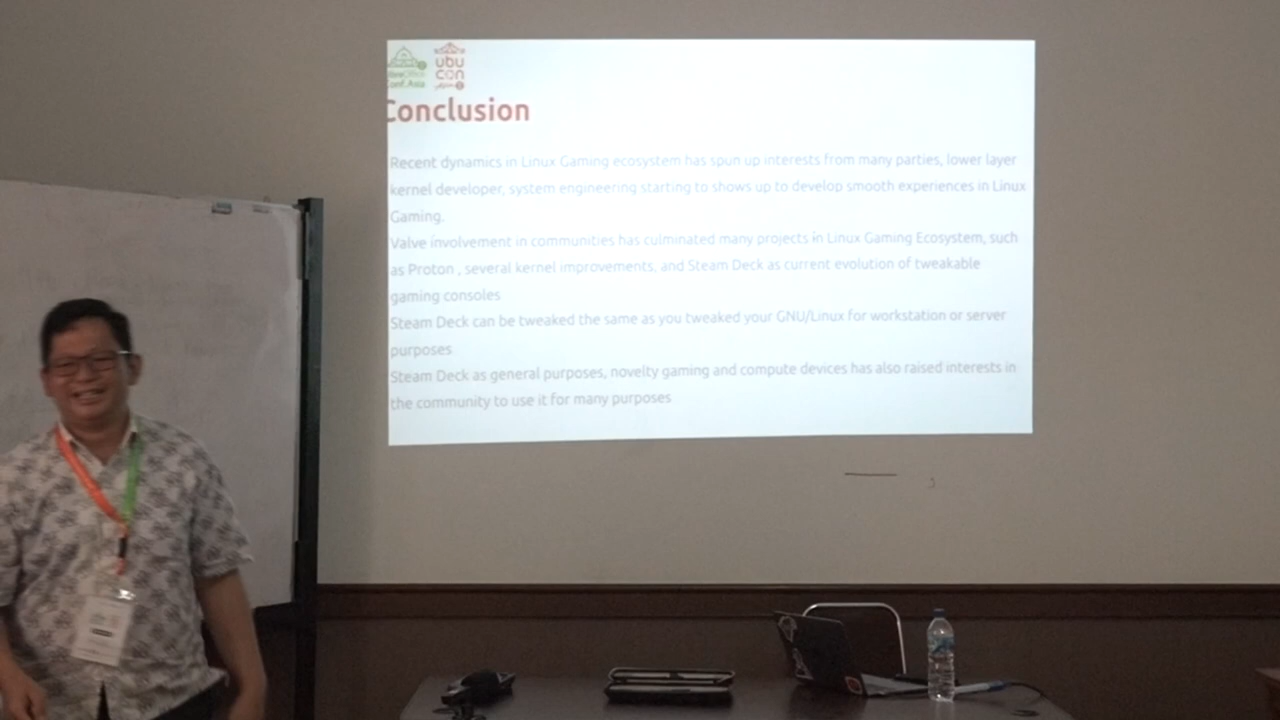 Conf.Asia
ubu
con
Conclusion
Recent dynamics in Linux Gaming ecosystem has spun up interests from many parties, lower layer
kernel developer, system engineering starting to shows up to develop smooth experiences in Linux
Gaming.
Valve involvement in communities has culminated many projects in Linux Gaming Ecosystem, such
as Proton , several kernel improvements. and Steam Deck as current evolution of tweakable
gaming consoles
Steam Deck can be tweaked the same as you tweaked your GNU/Linux for workstation or server
purposes
Steam Deck as general purposes, novelty gaming and compute devices has also raised interests in
the community to use it for many purposes